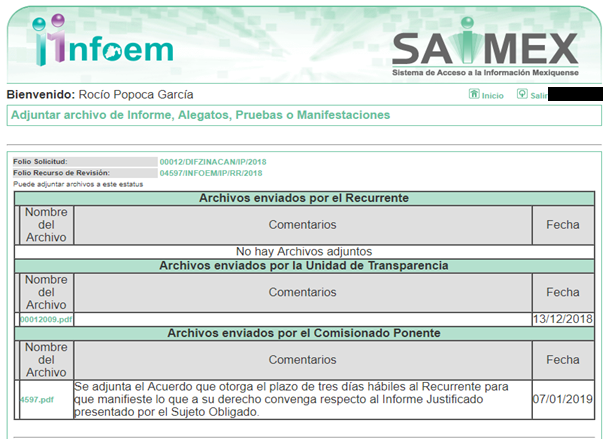 infoem
SAIMEX
Sistema de Acceso a la Información Mexiquense
Bienvenido: Rocío Popoca García
Inicio Salir
Adjuntar archivo de Informe, Alegatos, Pruebas o Manifestaciones
Folio Solicitud: 00012/DIFZINACAN/IP/2018
Folio Recurso de Revisión: 04597/INFOEM/IP/RR/2018
Puede adjuntar archivos a este estatus
Archivos enviados por el Recurrente
Nombre
del
Archivo
Comentarios
Fecha
No hay Archivos adjuntos
Archivos enviados por la Unidad de Transparencia
Nombre
del
Archivo
Comentarios
Fecha
00012009.pdf 13/12/2018
Archivos enviados por el Comisionado Ponente
Nombre
del
Archivo
Comentarios
Fecha
4597.pdf
Se adjunta el Acuerdo que otorga el plazo de tres días hábiles al Recurrente para
que manifieste lo que a su derecho convenga respecto al Informe Justificado
presentado por el Sujeto Obligado.
07/01/2019